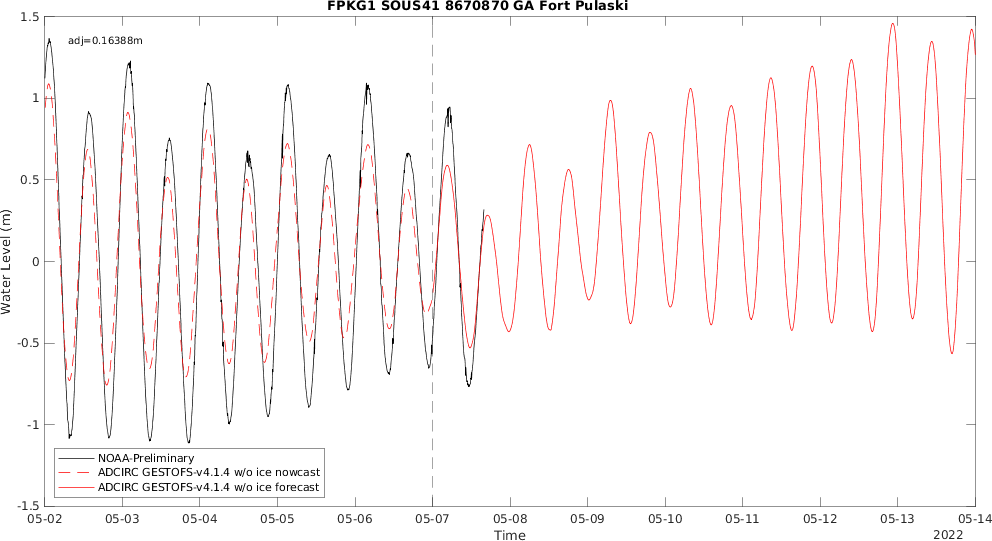 FPKG1 SOUS41 8670870 GA Fort Pulaski
adj=0.16388m
1.5
1
0.5
0
-0.5
-1
-1.5
Water Level (m)
NOAA-Preliminary
ADCIRC GESTOFS-v4.1.4 w/o ice nowcast
ADCIRC GESTOFS-v4.1.4 w/o ice forecast
05-02 05-03 05-04 05-05 05-06 05-07 05-08 05-09 05-10 05-11 05-12 05-13 05-14
Time
2022